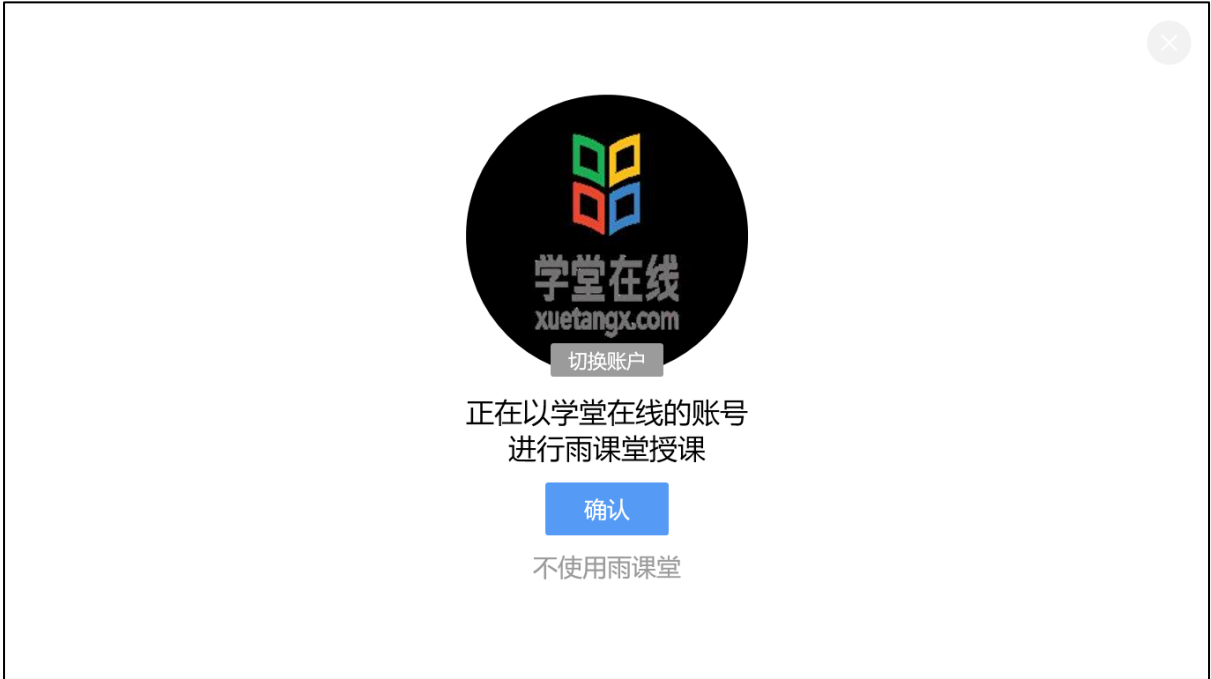 学堂在线
xuetangx.com
切换账户
正在以学堂在线的账号
进行雨课堂授课
确认
不使用雨课堂